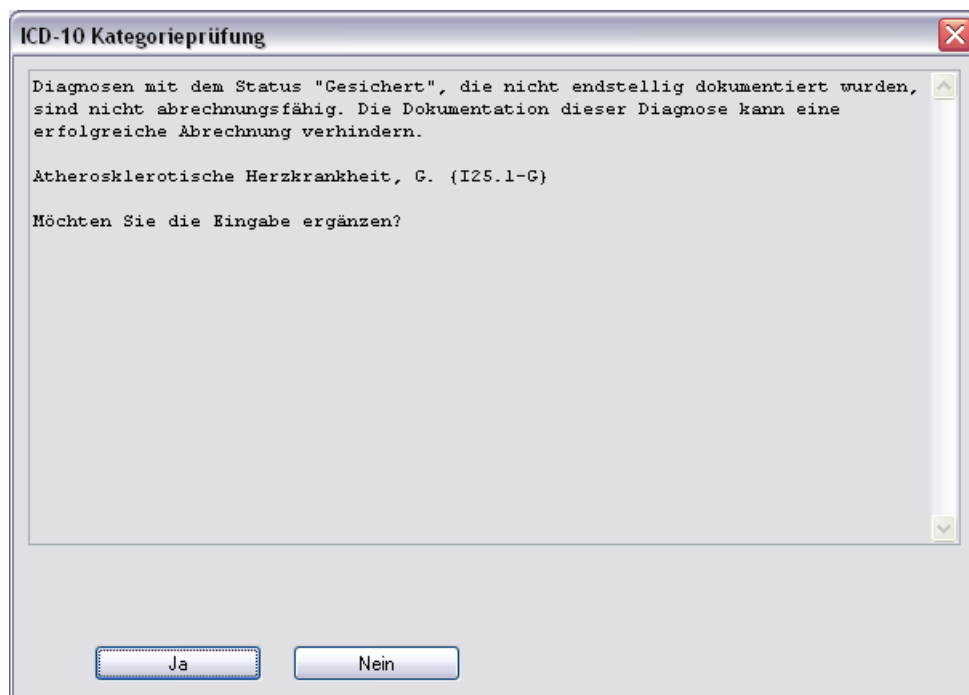 ICD-10 Kategorieprüfung
Diagnosen mit dem Status "Gesichert", die nicht endstellig dokumentiert wurden,
sind nicht abrechnungsfähig. Die Dokumentation dieser Diagnose kann eine
erfolgreiche Abrechnung verhindern.
Atherosklerotische Herzkrankheit, G. {I25.1-G}
Möchten Sie die Eingabe ergänzen?
Ja
Nein